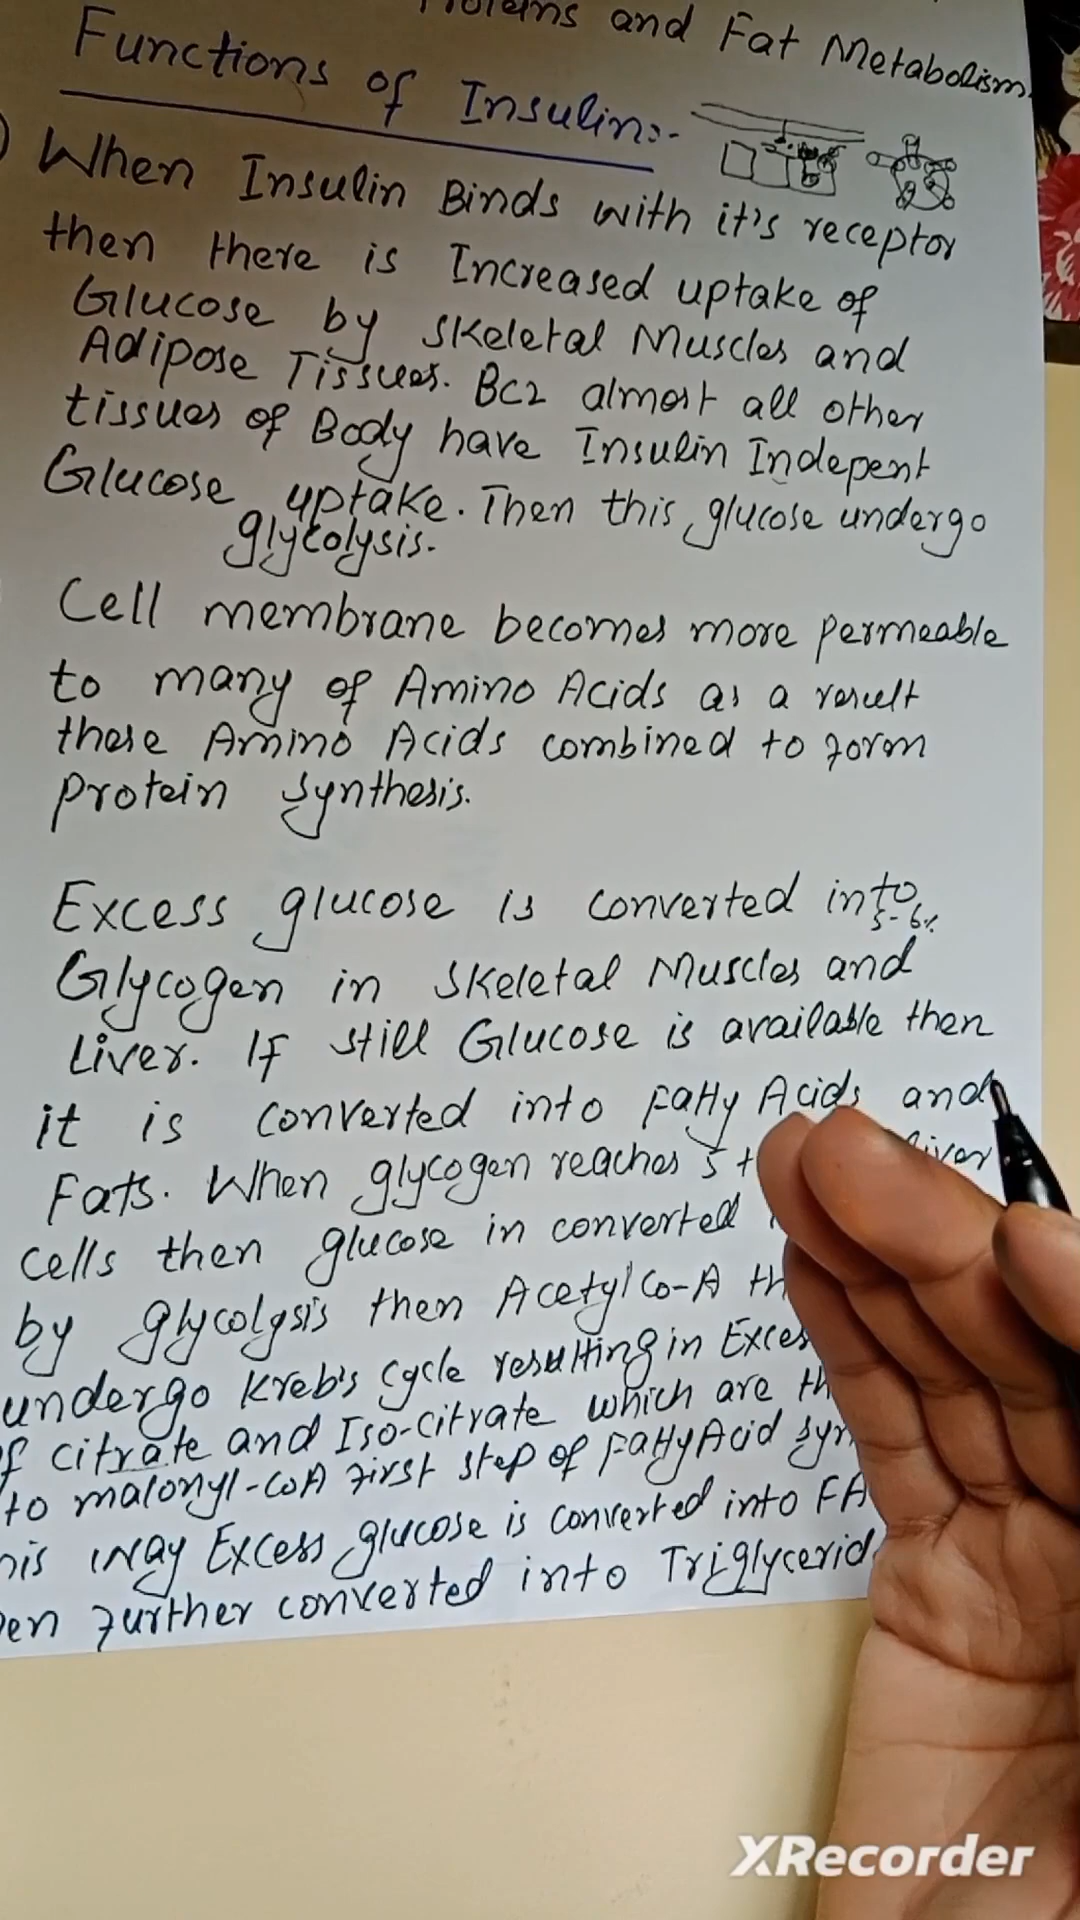 and Fat Metabolism
Functions of Insulin:-
When Insulin Binds with it's receptor
then there is Increased uptake of
Glucose by Skeletal Muscles and
Adipose Tissues. Bcz almost all other
tissues of Body have Insulin Indepent
Glucose uptake. Then this glucose undergo
glycolysis.
Cell membrane becomes more permeable
to many of Amino Acids as a result
these Amino Acids combined to form
protein synthesis.
Excess glucose is converted into
5-6%
Glycogen in Skeletal Muscles and
Liver. If still Glucose is available then
it is converted into Fatty Acids and
Fats. When glycogen reaches 5 liver
cells then glucose in converted
by glycolysis then Acetyl Co-A
undergo Kreb's cycle resulting in
of citrate and Iso-citrate which are
to malonyl-CoA first step of Fatty Acid
way Excess glucose is converted into FA
further converted into
XRecorder